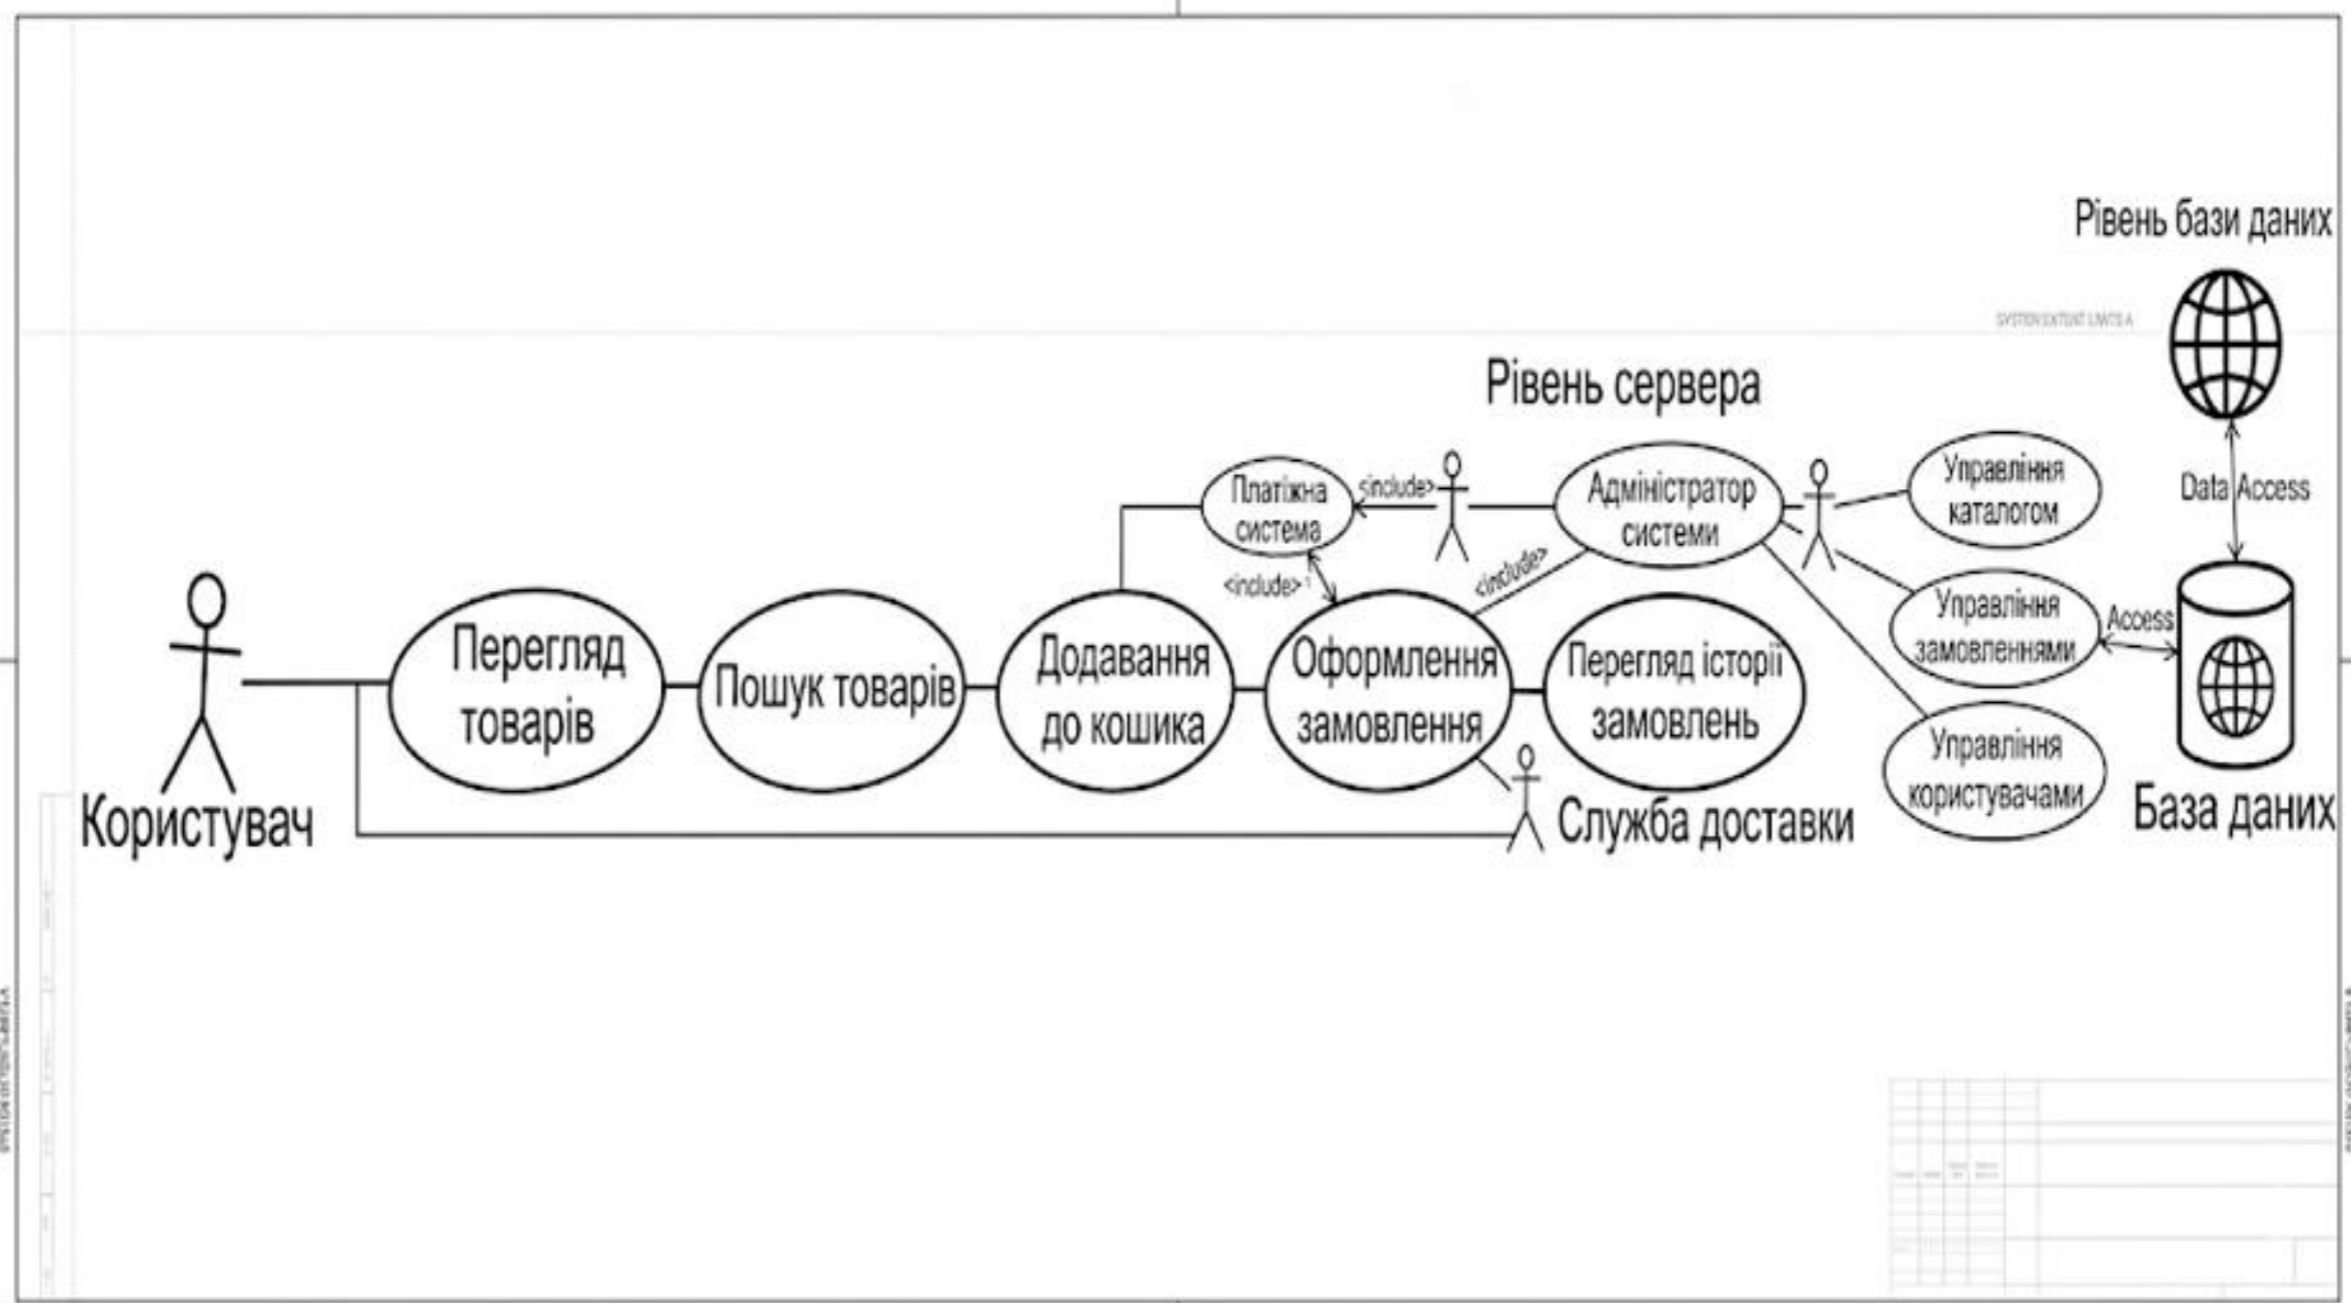 Рівень бази даних
Рівень сервера
Платіжна
система
<include>
Адміністратор
системи
Управління
каталогом
Data Access
<include>
<include>
Управління
замовленнями
Access
Перегляд
товарів
Пошук товарів
Додавання
до кошика
Оформлення
замовлення
Перегляд історії
замовлень
Управління
користувачами
Користувач
Служба доставки
База даних